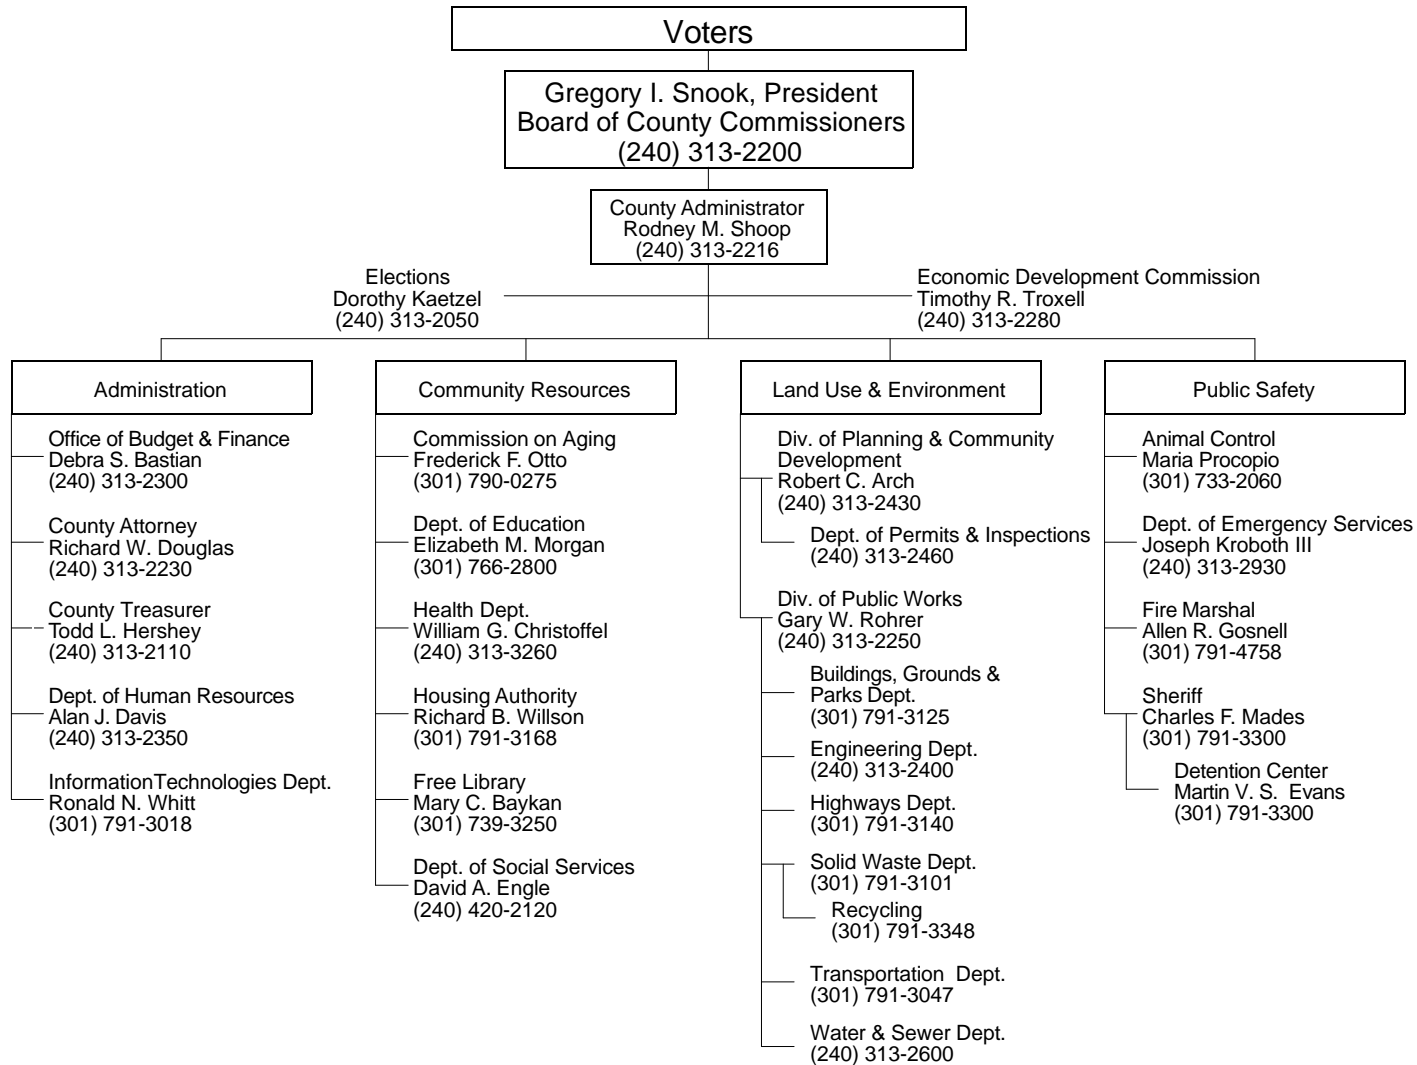 Voters
Gregory I. Snook, President
Board of County Commissioners
(240) 313-2200
County Administrator
Rodney M. Shoop
(240) 313-2216
Elections
Dorothy Kaetzel
(240) 313-2050
Economic Development Commission
Timothy R. Troxell
(240) 313-2280
Administration
Office of Budget & Finance
Debra S. Bastian
(240) 313-2300
County Attorney
Richard W. Douglas
(240) 313-2230
County Treasurer
Todd L. Hershey
(240) 313-2110
Dept. of Human Resources
Alan J. Davis
(240) 313-2350
InformationTechnologies Dept.
Ronald N. Whitt
(301) 791-3018
Community Resources
Commission on Aging
Frederick F. Otto
(301) 790-0275
Dept. of Education
Elizabeth M. Morgan
(301) 766-2800
Health Dept.
William G. Christoffel
(240) 313-3260
Housing Authority
Richard B. Willson
(301) 791-3168
Free Library
Mary C. Baykan
(301) 739-3250
Dept. of Social Services
David A. Engle
(240) 420-2120
Land Use & Environment
Div. of Planning & Community
Development
Robert C. Arch
(240) 313-2430
Dept. of Permits & Inspections
(240) 313-2460
Div. of Public Works
Gary W. Rohrer
(240) 313-2250
Buildings, Grounds &
Parks Dept.
(301) 791-3125
Engineering Dept.
(240) 313-2400
Highways Dept.
(301) 791-3140
Solid Waste Dept.
(301) 791-3101
Recycling
(301) 791-3348
Transportation Dept.
(301) 791-3047
Water & Sewer Dept.
(240) 313-2600
Public Safety
Animal Control
Maria Procopio
(301) 733-2060
Dept. of Emergency Services
Joseph Kroboth III
(240) 313-2930
Fire Marshal
Allen R. Gosnell
(301) 791-4758
Sheriff
Charles F. Mades
(301) 791-3300
Detention Center
Martin V. S. Evans
(301) 791-3300